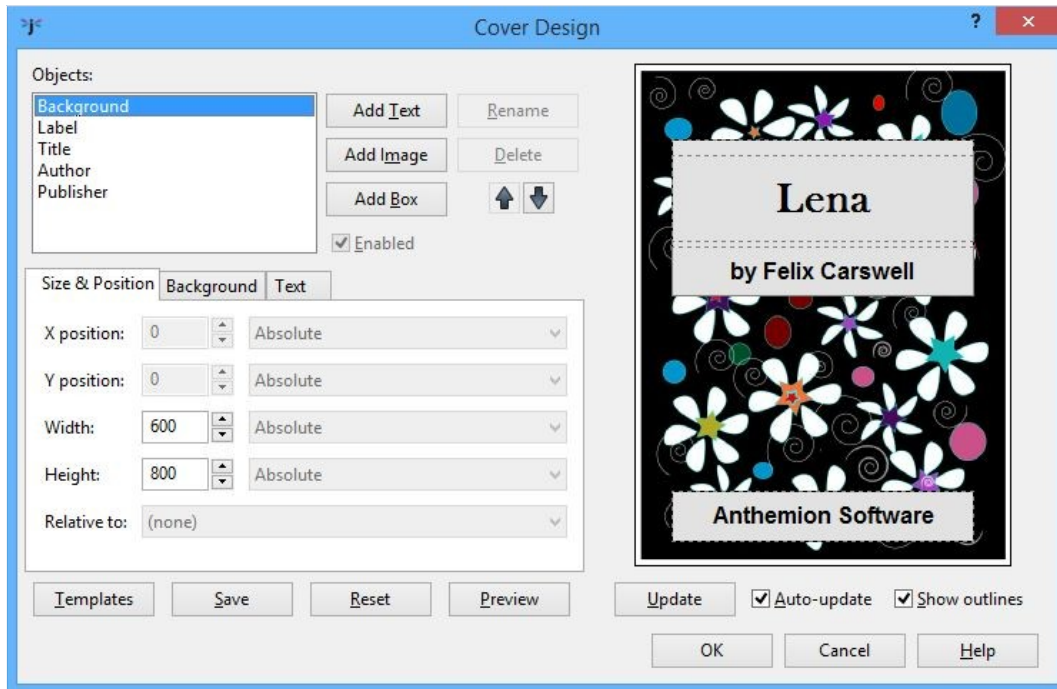 Cover Design
Objects:
Background
Label
Title
Author
Publisher
Add Text
Rename
Add Image
Delete
Add Box
Enabled
Size & Position
Background
Text
X position:
0
Absolute
Y position:
0
Absolute
Width:
600
Absolute
Height:
800
Absolute
Relative to:
(none)
Templates
Save
Reset
Preview
Lena
by Felix Carswell
Anthemion Software
Update
Auto-update
Show outlines
OK
Cancel
Help